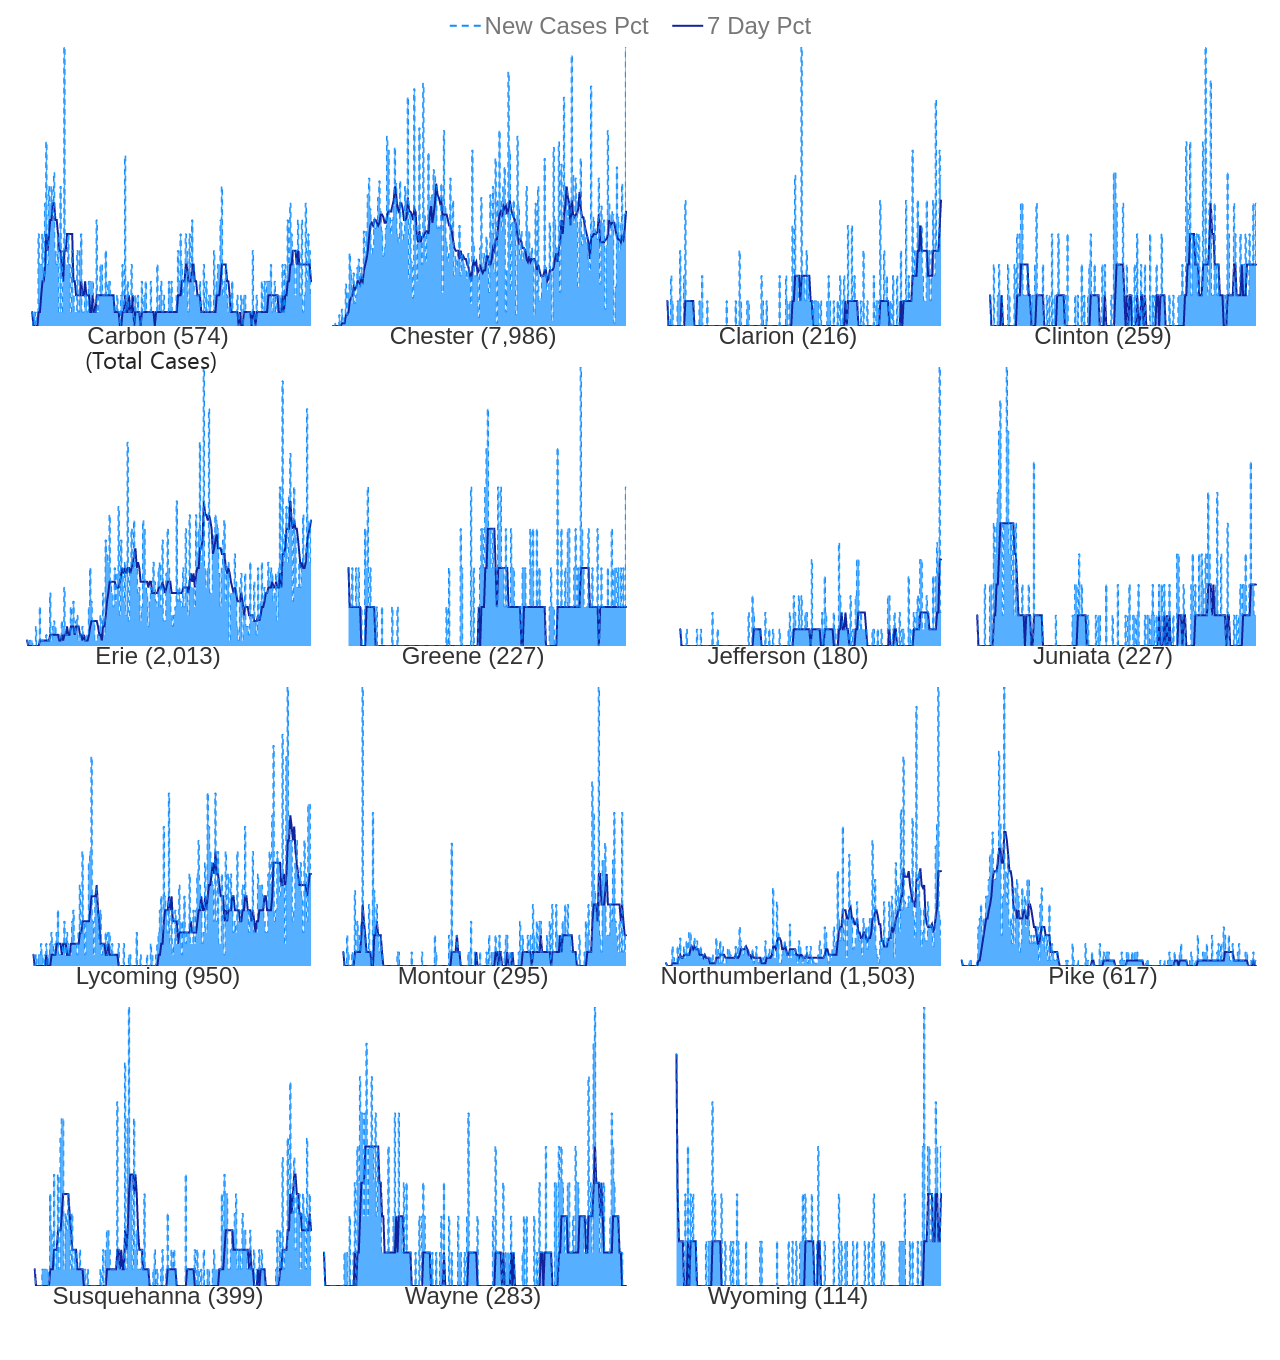 New Cases Pct 7 Day Pct
Carbon (574) Chester (7,986) Clarion (216) Clinton (259)
(Total Cases)
Erie (2,013) Greene (227) Jefferson (180) Juniata (227)
Lycoming (950) Montour (295) Northumberland (1,503) Pike (617)
Susquehanna (399) Wayne (283) Wyoming (114)